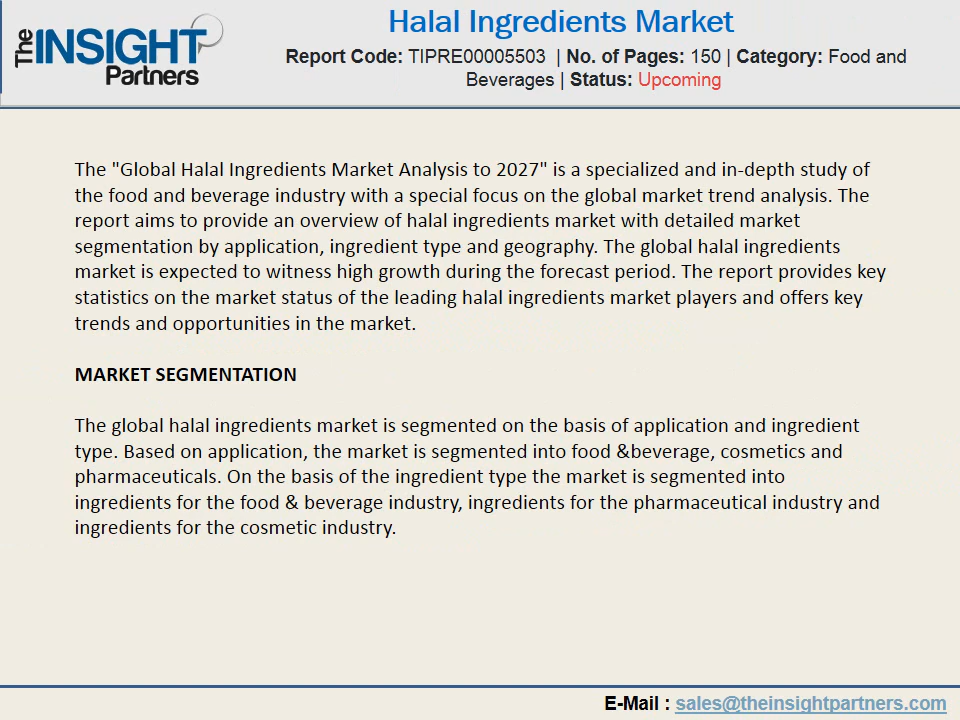 The
INSIGHT
Partners
Halal Ingredients Market
Report Code: TIPRE00005503 | No. of Pages: 150 | Category: Food and
Beverages | Status: Upcoming
The "Global Halal Ingredients Market Analysis to 2027" is a specialized and in-depth study of
the food and beverage industry with a special focus on the global market trend analysis. The
report aims to provide an overview of halal ingredients market with detailed market
segmentation by application, ingredient type and geography. The global halal ingredients
market is expected to witness high growth during the forecast period. The report provides key
statistics on the market status of the leading halal ingredients market players and offers key
trends and opportunities in the market.
MARKET SEGMENTATION
The global halal ingredients market is segmented on the basis of application and ingredient
type. Based on application, the market is segmented into food &beverage, cosmetics and
pharmaceuticals. On the basis of the ingredient type the market is segmented into
ingredients for the food & beverage industry, ingredients for the pharmaceutical industry and
ingredients for the cosmetic industry.
E-Mail : sales@theinsightpartners.com